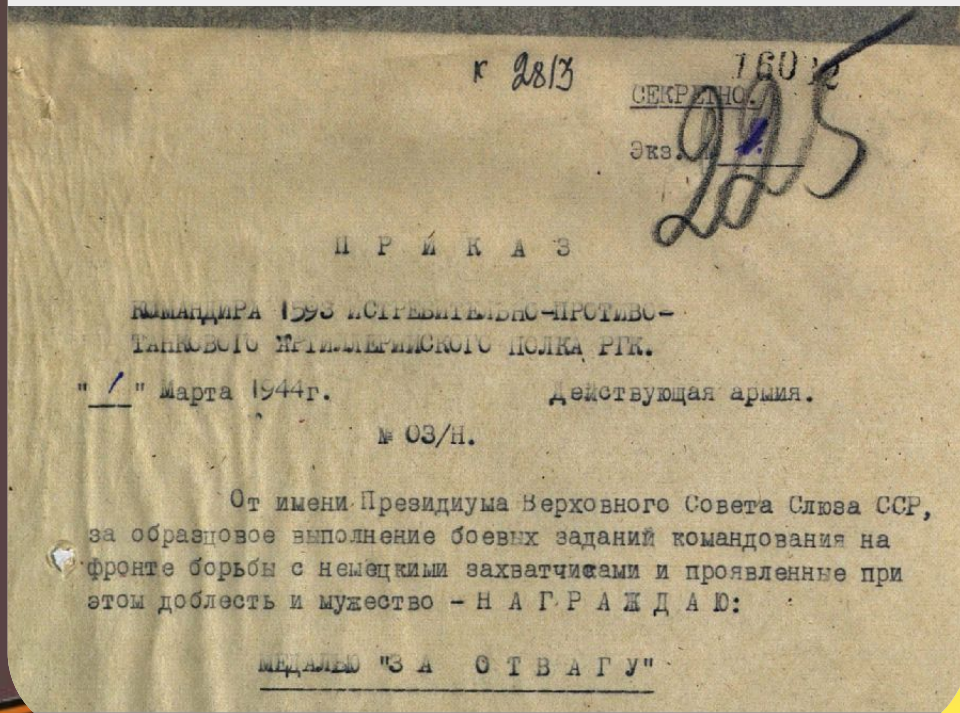 к 2813
СЕКРЕТНО.
Экз. 1.
225
П Р И К А З
КОМАНДИРА 1593 ИСТРЕБИТЕЛЬНО-ПРОТИВО-
ТАНКОВОГО АРТИЛЛЕРИЙСКОГО ПОЛКА РГК.
"1" Марта 1944г. Действующая армия.
№ 03/Н.
От имени Президиума Верховного Совета Слюза ССР,
за образцовое выполнение боевых заданий командования на
фронте борьбы с немецкими захватчиками и проявленные при
этом доблесть и мужество - Н А Г Р А Ж Д А Ю:
МЕДАЛЬЮ "З А О Т В А Г У"